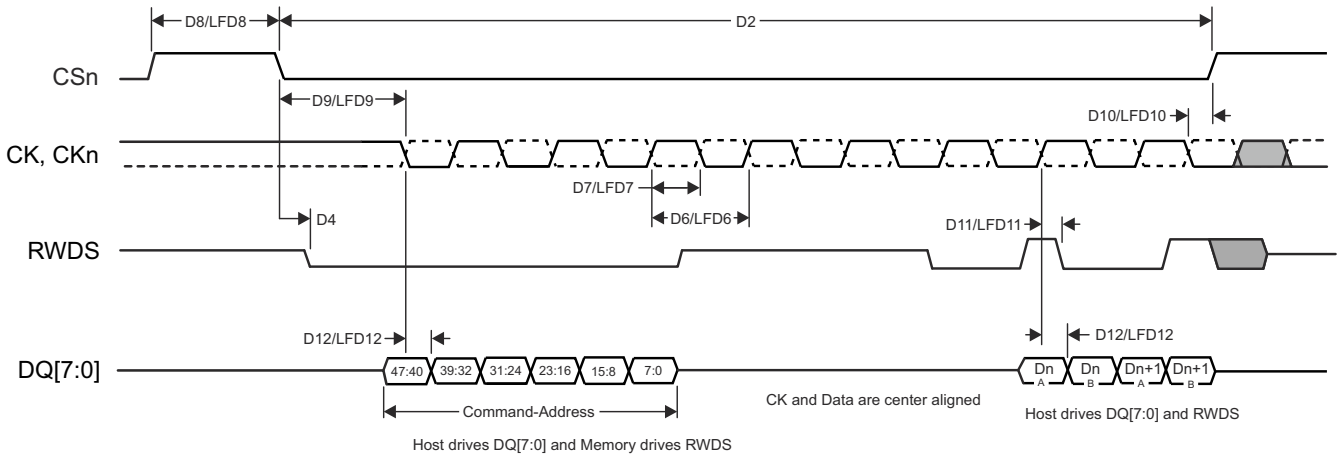 D8/LFD8
D2
CSn
D9/LFD9
D10/LFD10
CK, CKn
D7/LFD7
D4
D6/LFD6
D11/LFD11
RWDS
D12/LFD12
D12/LFD12
DQ[7:0]
47:40 39:32 31:24 23:16 15:8 7:0
Dn A Dn B Dn+1 A Dn+1 B
Command-Address
CK and Data are center aligned
Host drives DQ[7:0] and RWDS
Host drives DQ[7:0] and Memory drives RWDS